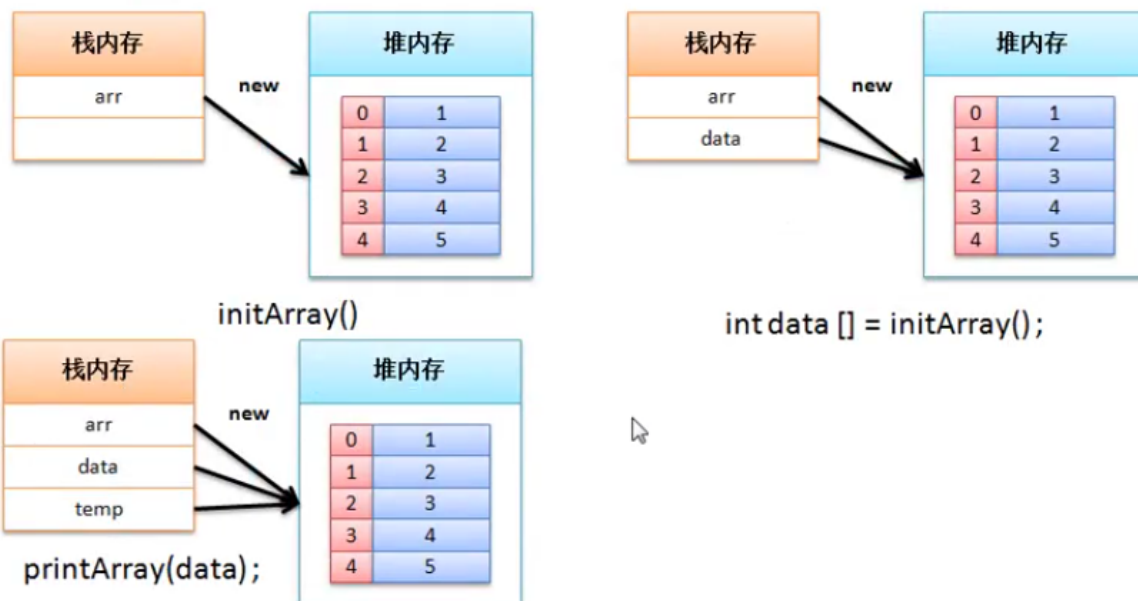 栈内存
堆内存
arr
new
0 1
1 2
2 3
3 4
4 5
initArray()
栈内存
堆内存
arr
data
new
0 1
1 2
2 3
3 4
4 5
int data [] = initArray();
栈内存
堆内存
arr
data
temp
new
0 1
1 2
2 3
3 4
4 5
printArray(data);